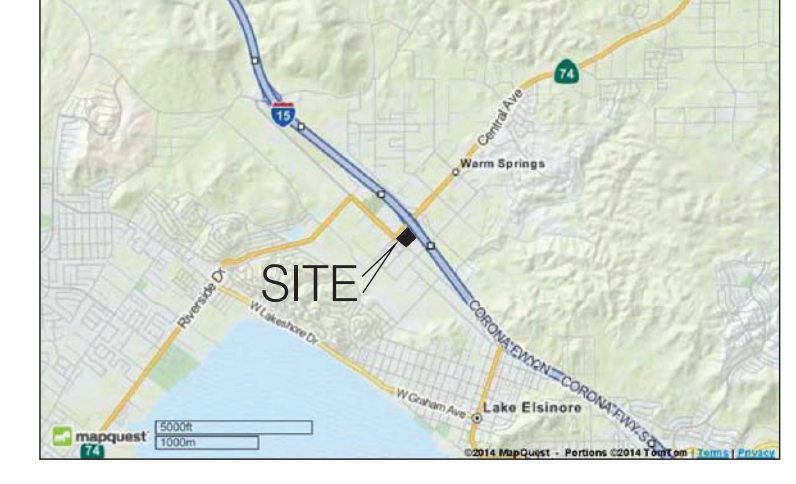 74
15
Central Ave
Warm Springs
SITE
Riverside Dr
W Lakeshore Dr
CORONA FWY N
CORONA FWY S
W Graham Ave
Lake Elsinore
mapquest
5000ft
1000m
74
©2014 MapQuest - Portions ©2014 TomTom | Terms | Privacy